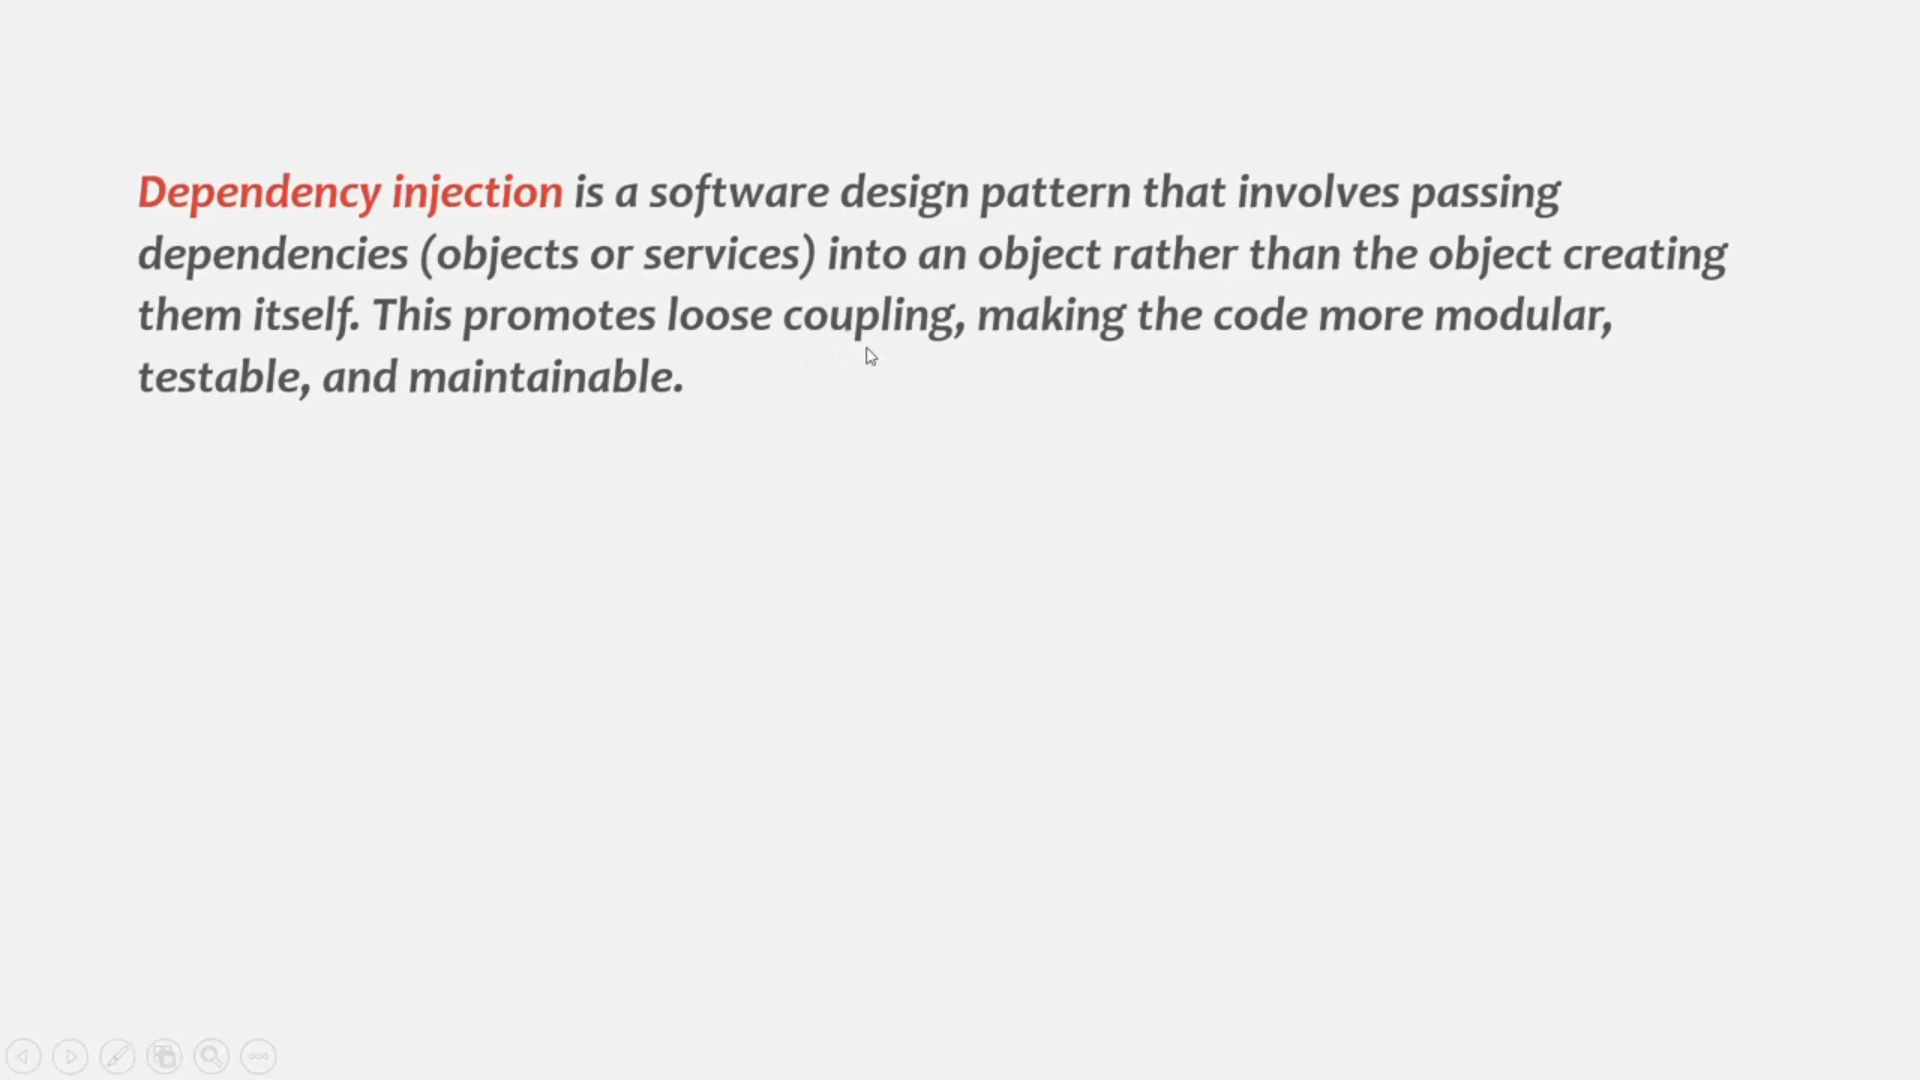 Dependency injection is a software design pattern that involves passing
dependencies (objects or services) into an object rather than the object creating
them itself. This promotes loose coupling, making the code more modular,
testable, and maintainable.